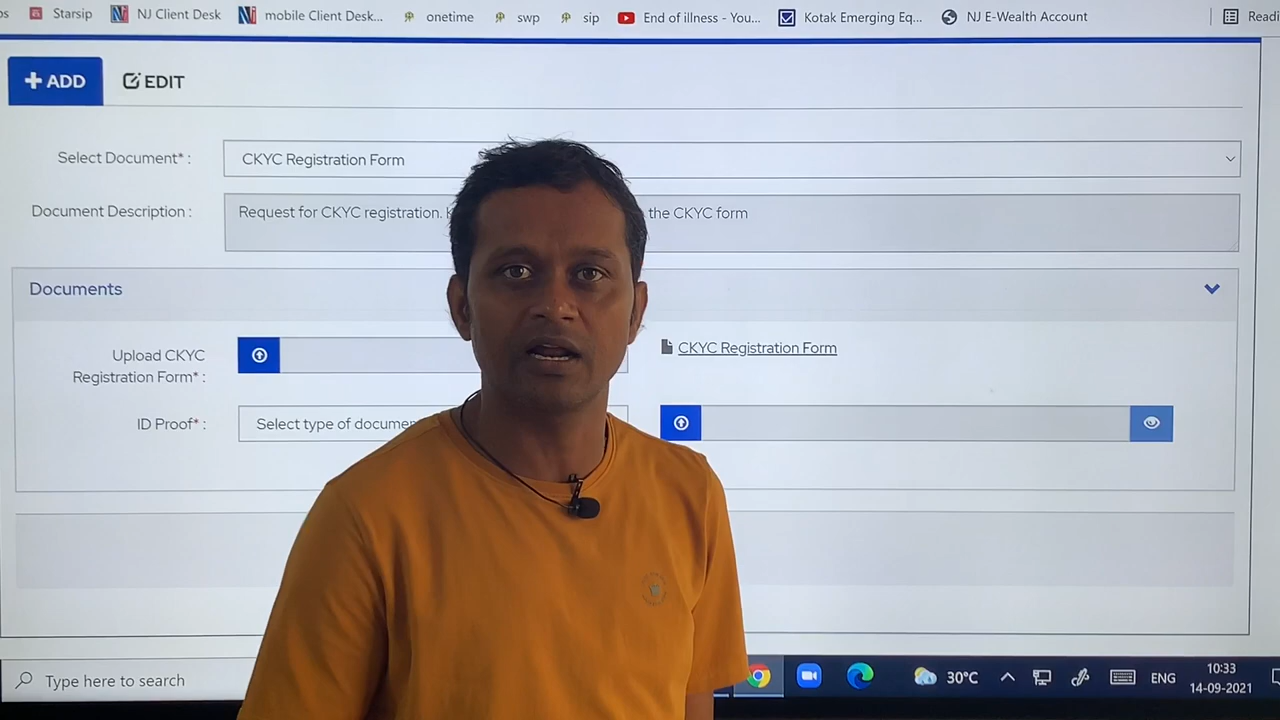 Starsip NJ Client Desk mobile Client Desk... onetime swp sip End of illness - You... Kotak Emerging Eq... NJ E-Wealth Account
ADD EDIT
Select Document* : CKYC Registration Form
Document Description : Request for CKYC registration. the CKYC form
Documents
Upload CKYC
Registration Form* :
CKYC Registration Form
ID Proof* : Select type of
Type here to search
30°C ENG 10:33
14-09-2021